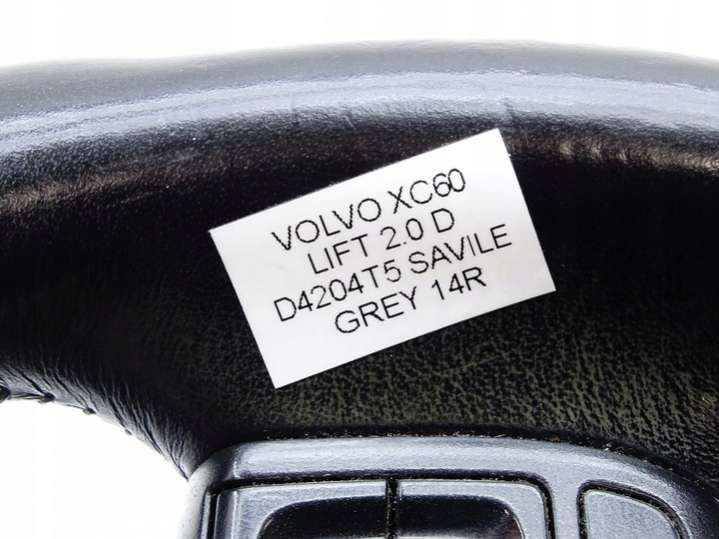 VOLVO XC60
LIFT 2.0 D
D4204T5 SAVILE
GREY 14R